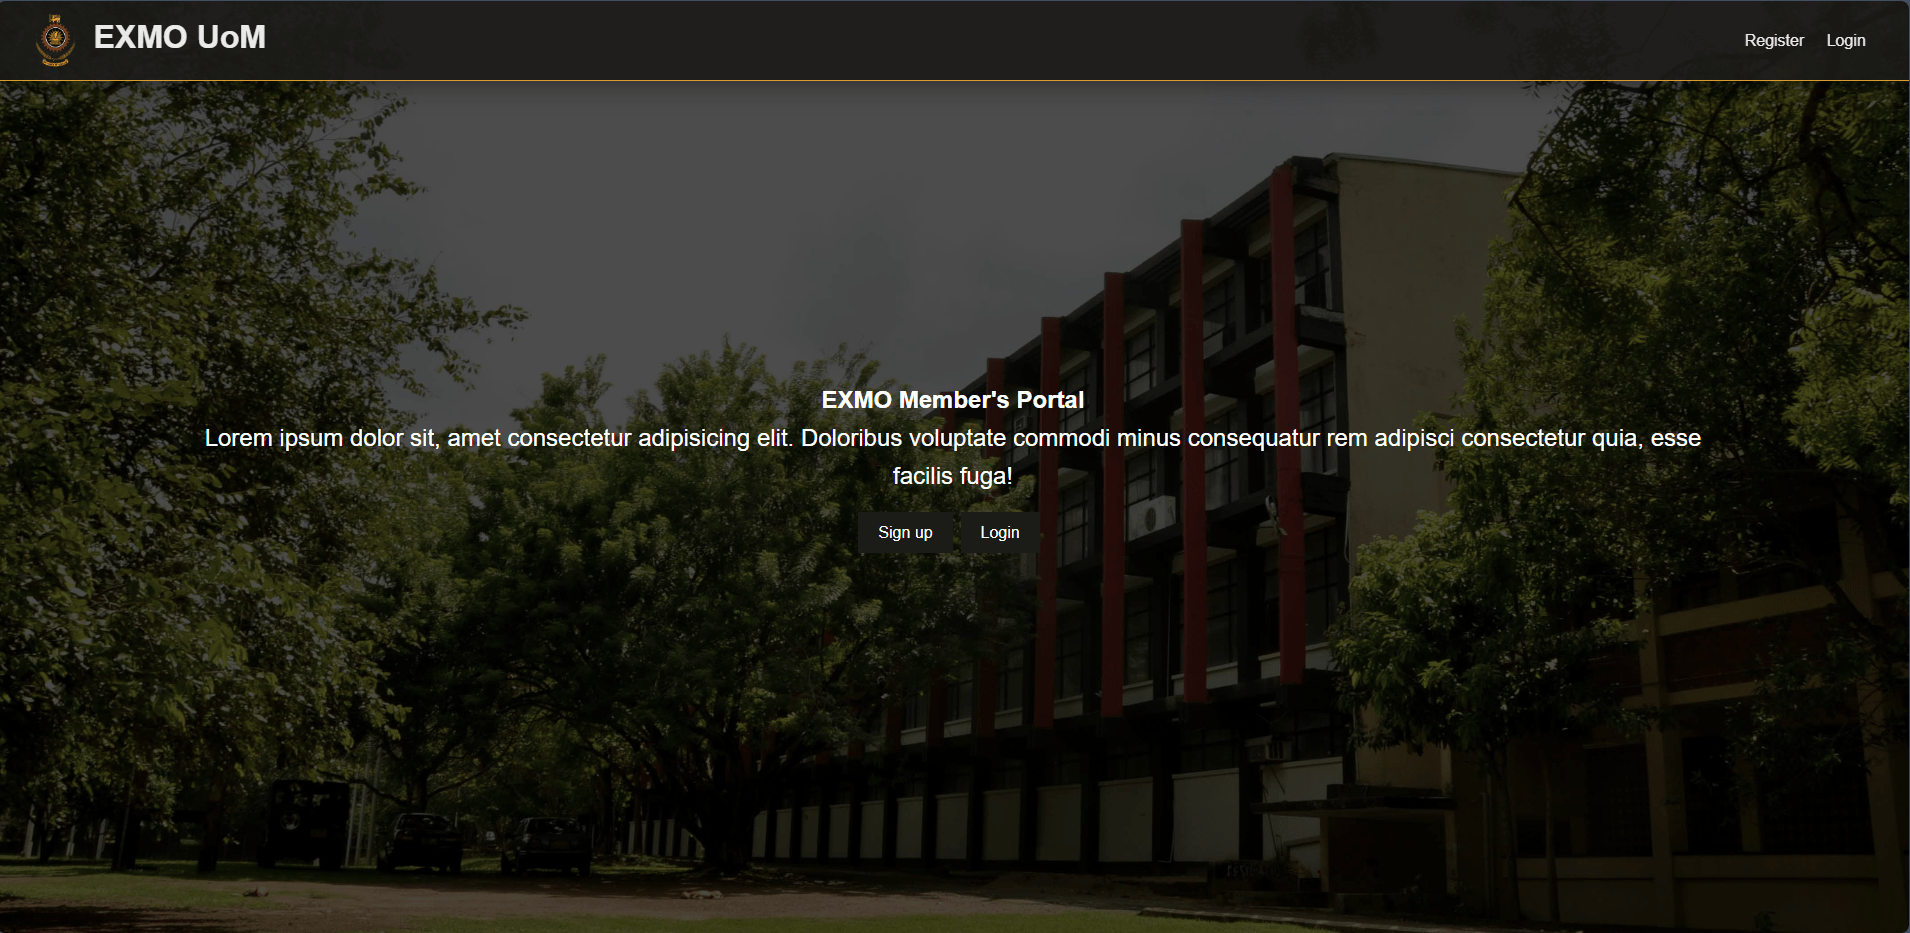 EXMO UoM
Register Login
EXMO Member's Portal
Lorem ipsum dolor sit, amet consectetur adipisicing elit. Doloribus voluptate commodi minus consequatur rem adipisci consectetur quia, esse
facilis fuga!
Sign up Login